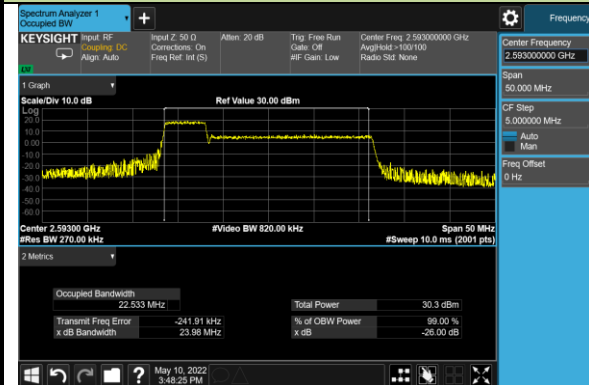 Spectrum Analyzer 1
Occupied BW
Frequency
KEYSIGHT
Input: RF
Coupling: DC
Align: Auto
Input Z: 50 Ω
Corrections: On
Freq Ref: Int (S)
Atten: 20 dB
Trig: Free Run
Gate: Off
#IF Gain: Low
Center Freq: 2.593000000 GHz
Avg|Hold:>100/100
Radio Std: None
Center Frequency
2.593000000 GHz
Span
50.000 MHz
CF Step
5.000000 MHz
Auto
Man
Freq Offset
0 Hz
1 Graph
Scale/Div 10.0 dB
Ref Value 30.00 dBm
Log
20.0
10.0
0.00
-10.0
-20.0
-30.0
-40.0
-50.0
-60.0
Center 2.59300 GHz
#Video BW 820.00 kHz
Span 50 MHz
#Res BW 270.00 kHz
#Sweep 10.0 ms (2001 pts)
2 Metrics
Occupied Bandwidth
22.533 MHz
Total Power 30.3 dBm
Transmit Freq Error -241.91 kHz
% of OBW Power 99.00 %
x dB Bandwidth 23.98 MHz
x dB -26.00 dB
?
May 10, 2022
3:48:25 PM